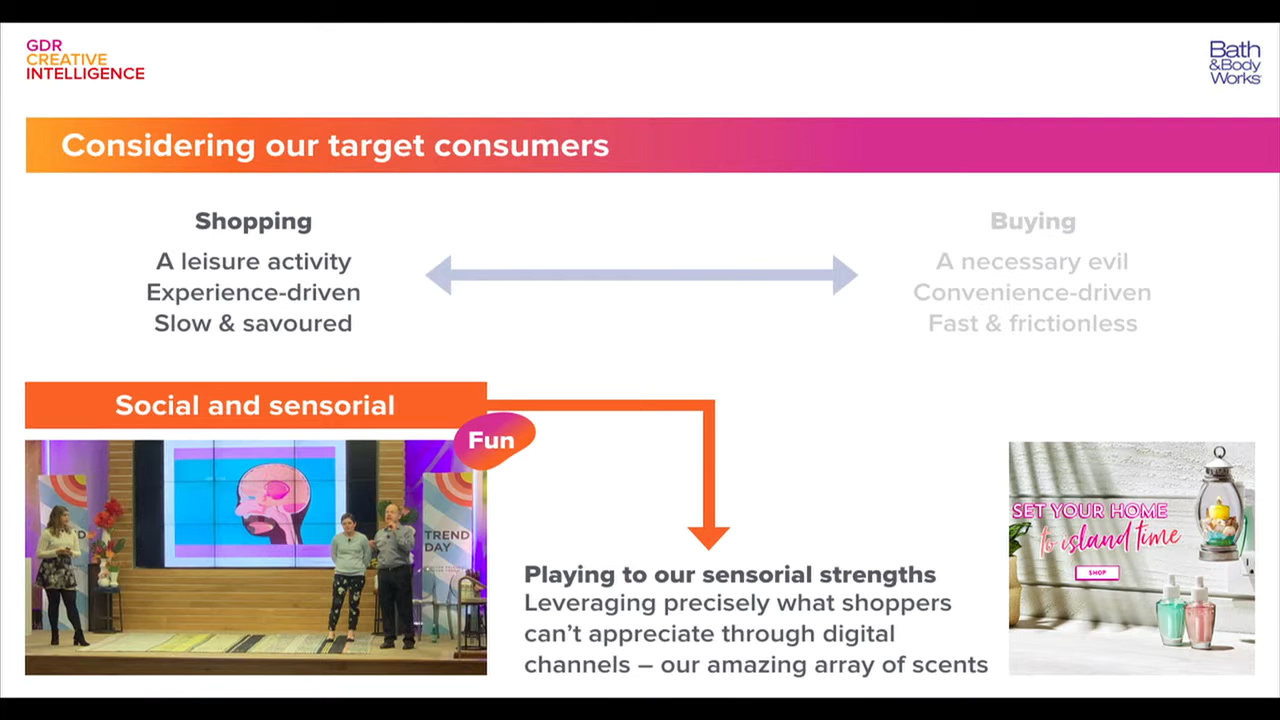 GDR
CREATIVE
INTELLIGENCE
Bath
&Body
Works
Considering our target consumers
Shopping
A leisure activity
Experience-driven
Slow & savoured
Buying
A necessary evil
Convenience-driven
Fast & frictionless
Social and sensorial
Fun
TREND
DAY
SET YOUR HOME
to island time
SHOP
Playing to our sensorial strengths
Leveraging precisely what shoppers
can’t appreciate through digital
channels – our amazing array of scents